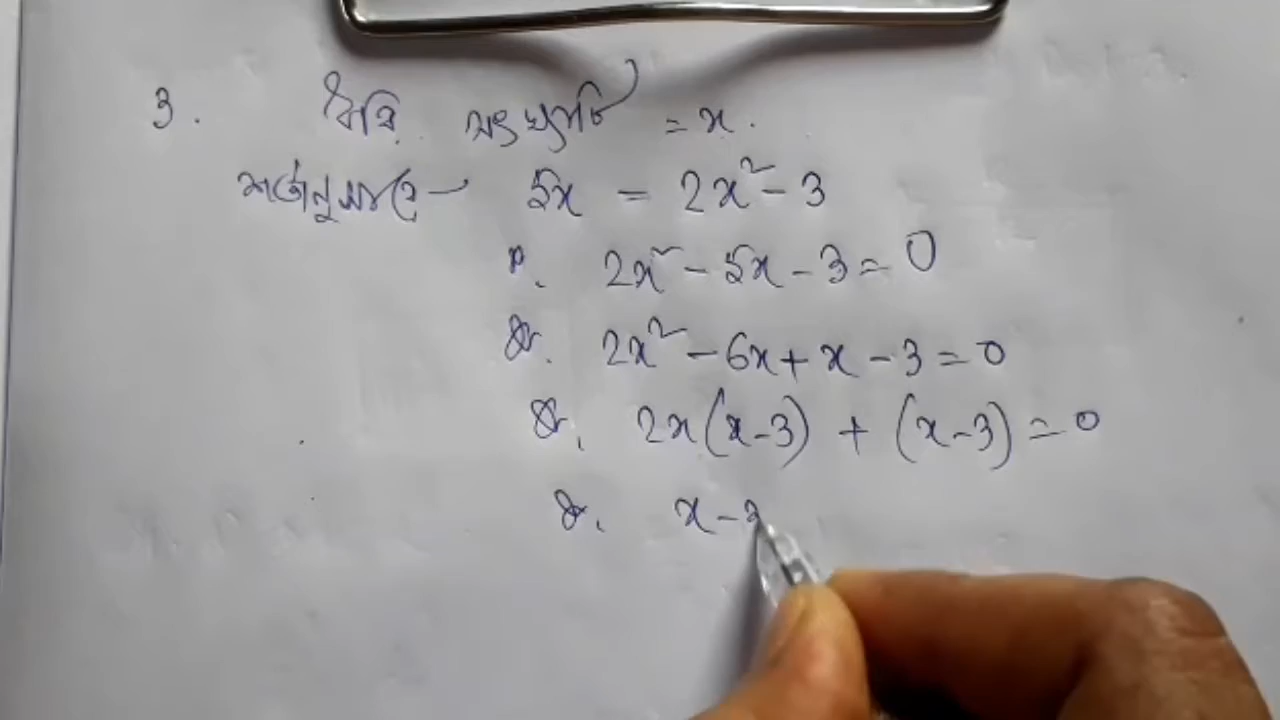 3. ধরি সংখ্যাটি = x.
শর্তানুসারে- 5x = 2x² - 3
বা, 2x² - 5x - 3 = 0
বা, 2x² - 6x + x - 3 = 0
বা, 2x(x-3) + (x-3) = 0
বা, x - 3